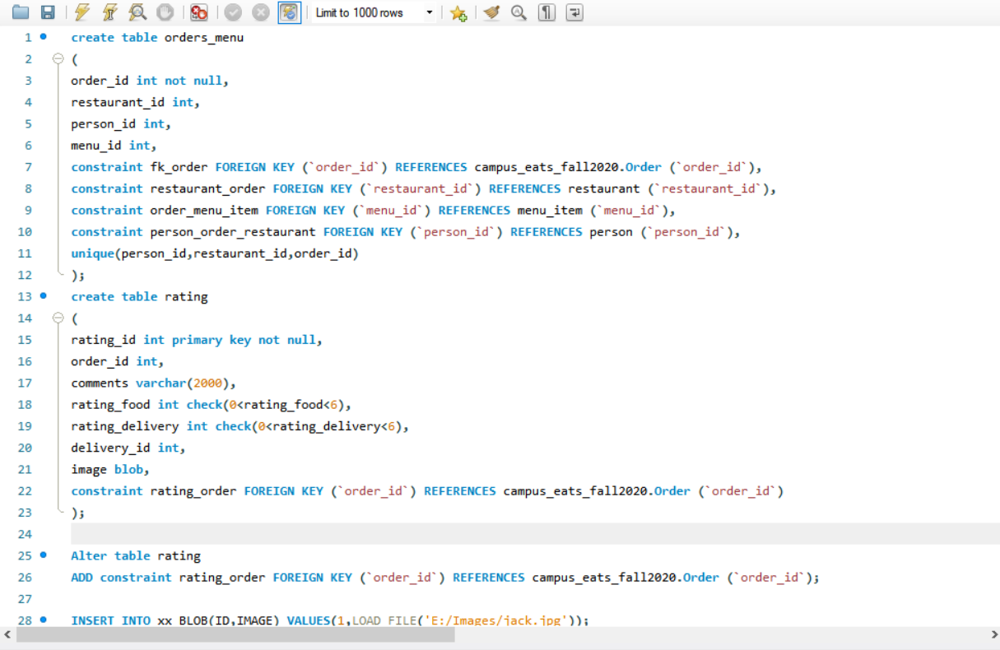 Limit to 1000 rows
1 create table orders_menu
2 (
3 order_id int not null,
4 restaurant_id int,
5 person_id int,
6 menu_id int,
7 constraint fk_order FOREIGN KEY (`order_id`) REFERENCES campus_eats_fall2020.Order (`order_id`),
8 constraint restaurant_order FOREIGN KEY (`restaurant_id`) REFERENCES restaurant (`restaurant_id`),
9 constraint order_menu_item FOREIGN KEY (`menu_id`) REFERENCES menu_item (`menu_id`),
10 constraint person_order_restaurant FOREIGN KEY (`person_id`) REFERENCES person (`person_id`),
11 unique(person_id,restaurant_id,order_id)
12 );
13 create table rating
14 (
15 rating_id int primary key not null,
16 order_id int,
17 comments varchar(2000),
18 rating_food int check(0<rating_food<6),
19 rating_delivery int check(0<rating_delivery<6),
20 delivery_id int,
21 image blob,
22 constraint rating_order FOREIGN KEY (`order_id`) REFERENCES campus_eats_fall2020.Order (`order_id`)
23 );
24
25 Alter table rating
26 ADD constraint rating_order FOREIGN KEY (`order_id`) REFERENCES campus_eats_fall2020.Order (`order_id`);
27
28 INSERT INTO xx_BLOB(ID,IMAGE) VALUES(1,LOAD_FILE('E:/Images/jack.jpg'));